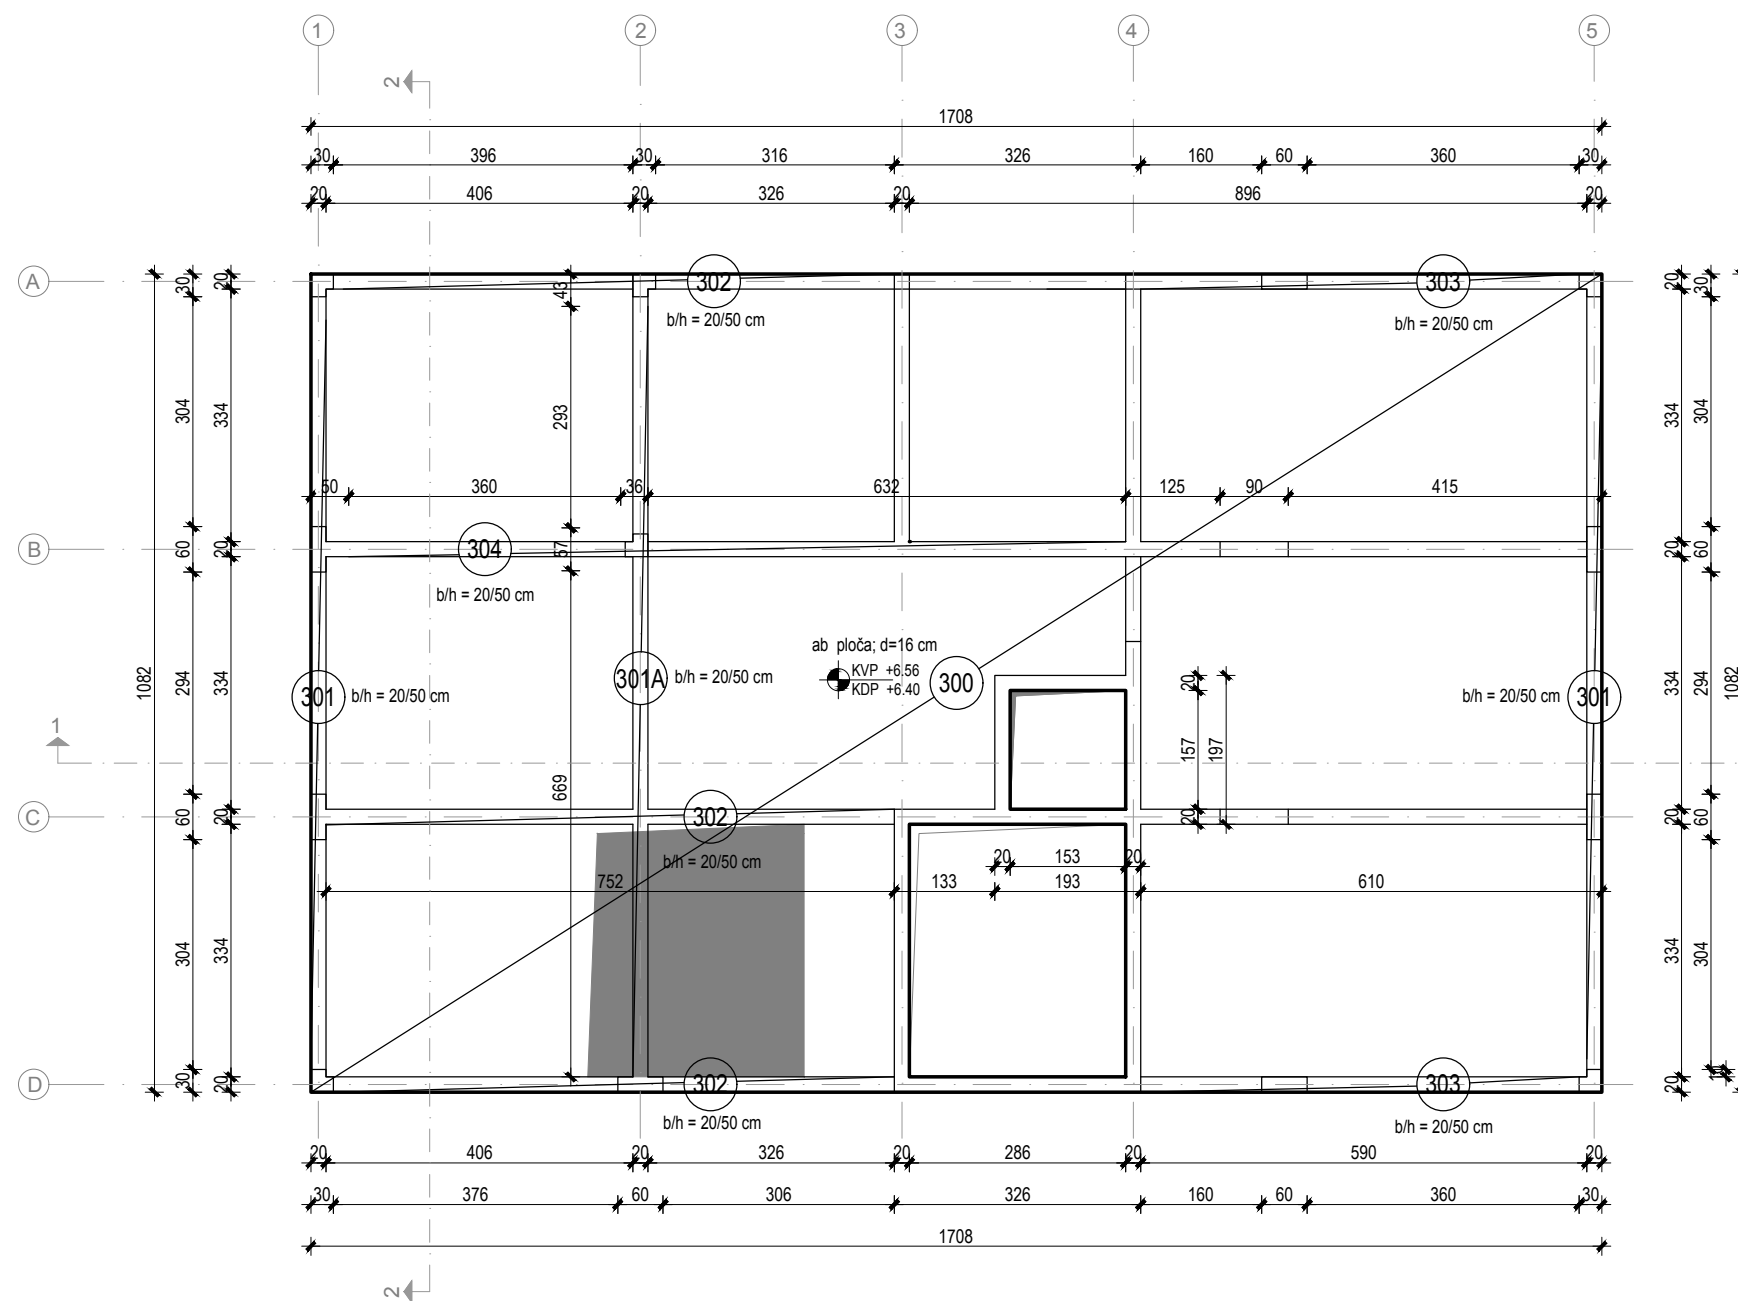 1 2 3 4 5
2
1708
30 396 30 316 326 160 60 360 30
20 406 20 326 20 896 20
A 302 303
b/h = 20/50 cm b/h = 20/50 cm
30 20 43 20 30
304 334 293 334 304
50 360 36 632 125 90 415
B 60 20 304 57 20 60
b/h = 20/50 cm
ab ploča; d=16 cm
KVP +6.56
KDP +6.40
1082 294 334 301 b/h = 20/50 cm 301A b/h = 20/50 cm 300 b/h = 20/50 cm 301 334 294 1082
20
157 197
1
669
C 60 20 302 20 20 60
b/h = 20/50 cm
20 153 20
752 133 193 610
304 334 334 304
D 30 20 302 303 20
b/h = 20/50 cm b/h = 20/50 cm
20 406 20 326 20 286 20 590 20
30 376 60 306 326 160 60 360 30
1708
2